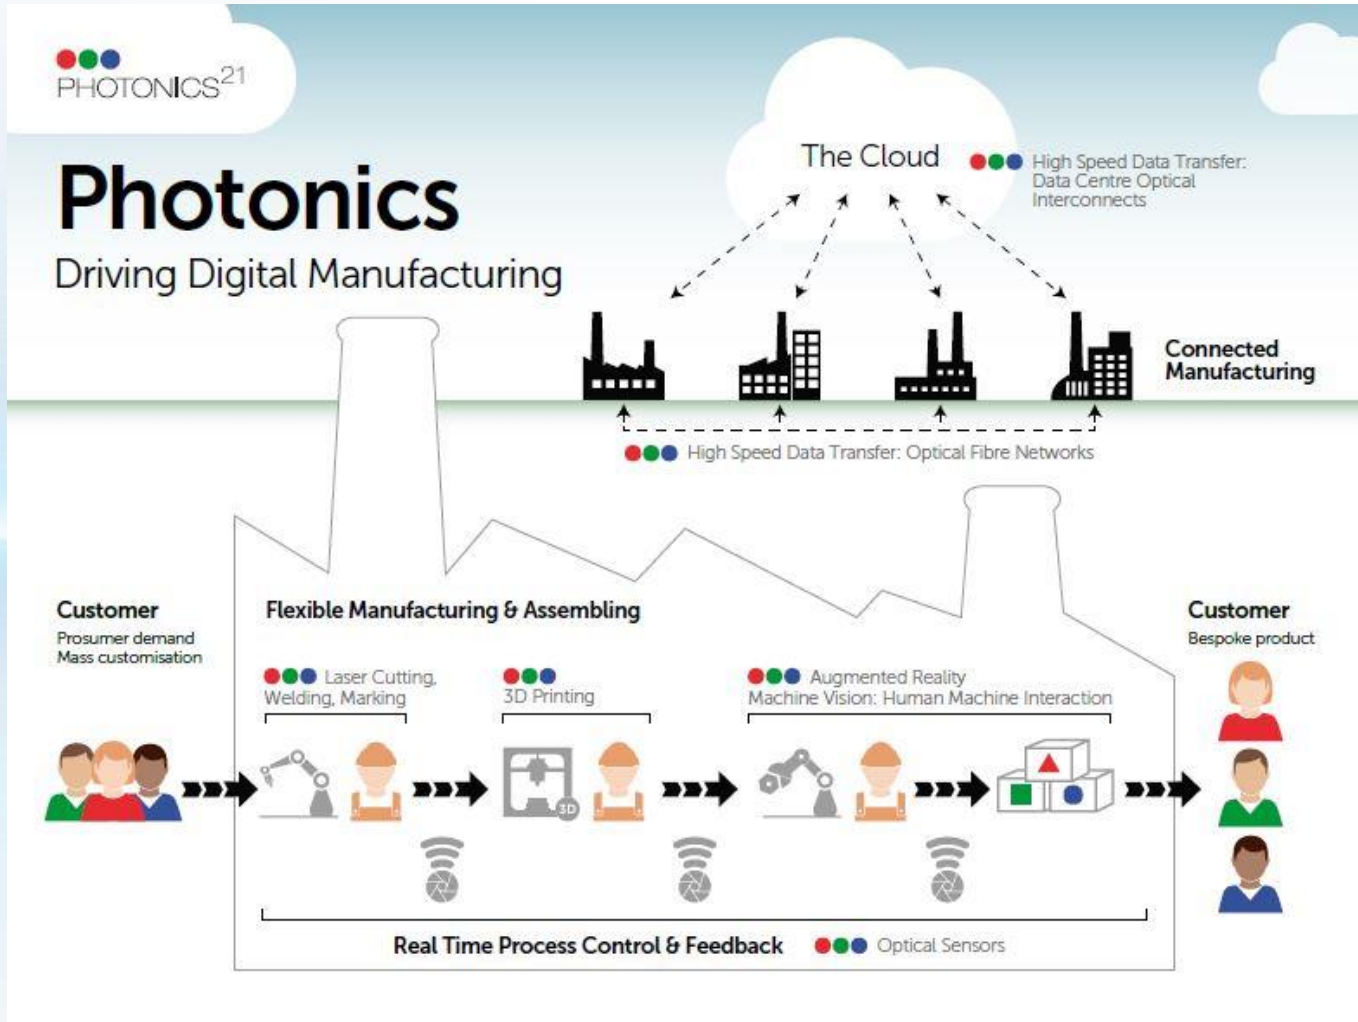 PHOTONICS21
Photonics
Driving Digital Manufacturing
The Cloud
High Speed Data Transfer:
Data Centre Optical
Interconnects
Connected
Manufacturing
High Speed Data Transfer: Optical Fibre Networks
Customer
Prosumer demand
Mass customisation
Flexible Manufacturing & Assembling
Laser Cutting,
Welding, Marking
3D Printing
Augmented Reality
Machine Vision: Human Machine Interaction
3D
Customer
Bespoke product
Real Time Process Control & Feedback
Optical Sensors